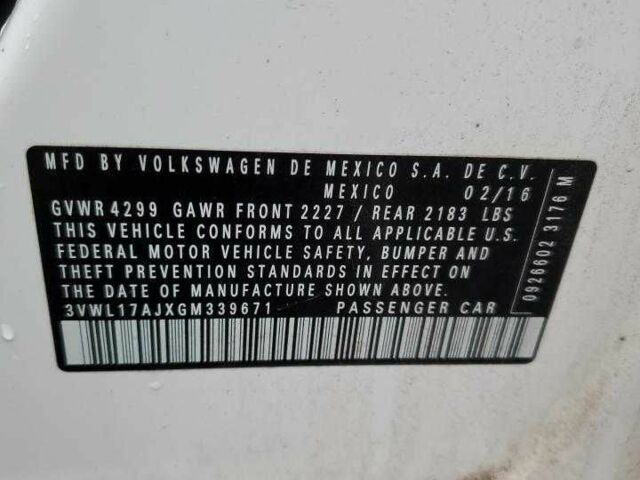 MFD BY VOLKSWAGEN DE MEXICO S.A. DE C.V.
MEXICO 02/16
GVWR 4299 GAWR FRONT 2227 / REAR 2183 LBS
THIS VEHICLE CONFORMS TO ALL APPLICABLE U.S.
FEDERAL MOTOR VEHICLE SAFETY, BUMPER AND
THEFT PREVENTION STANDARDS IN EFFECT ON
THE DATE OF MANUFACTURE SHOWN ABOVE.
3VWL17AJXGM339671 PASSENGER CAR
0926602 3176 M